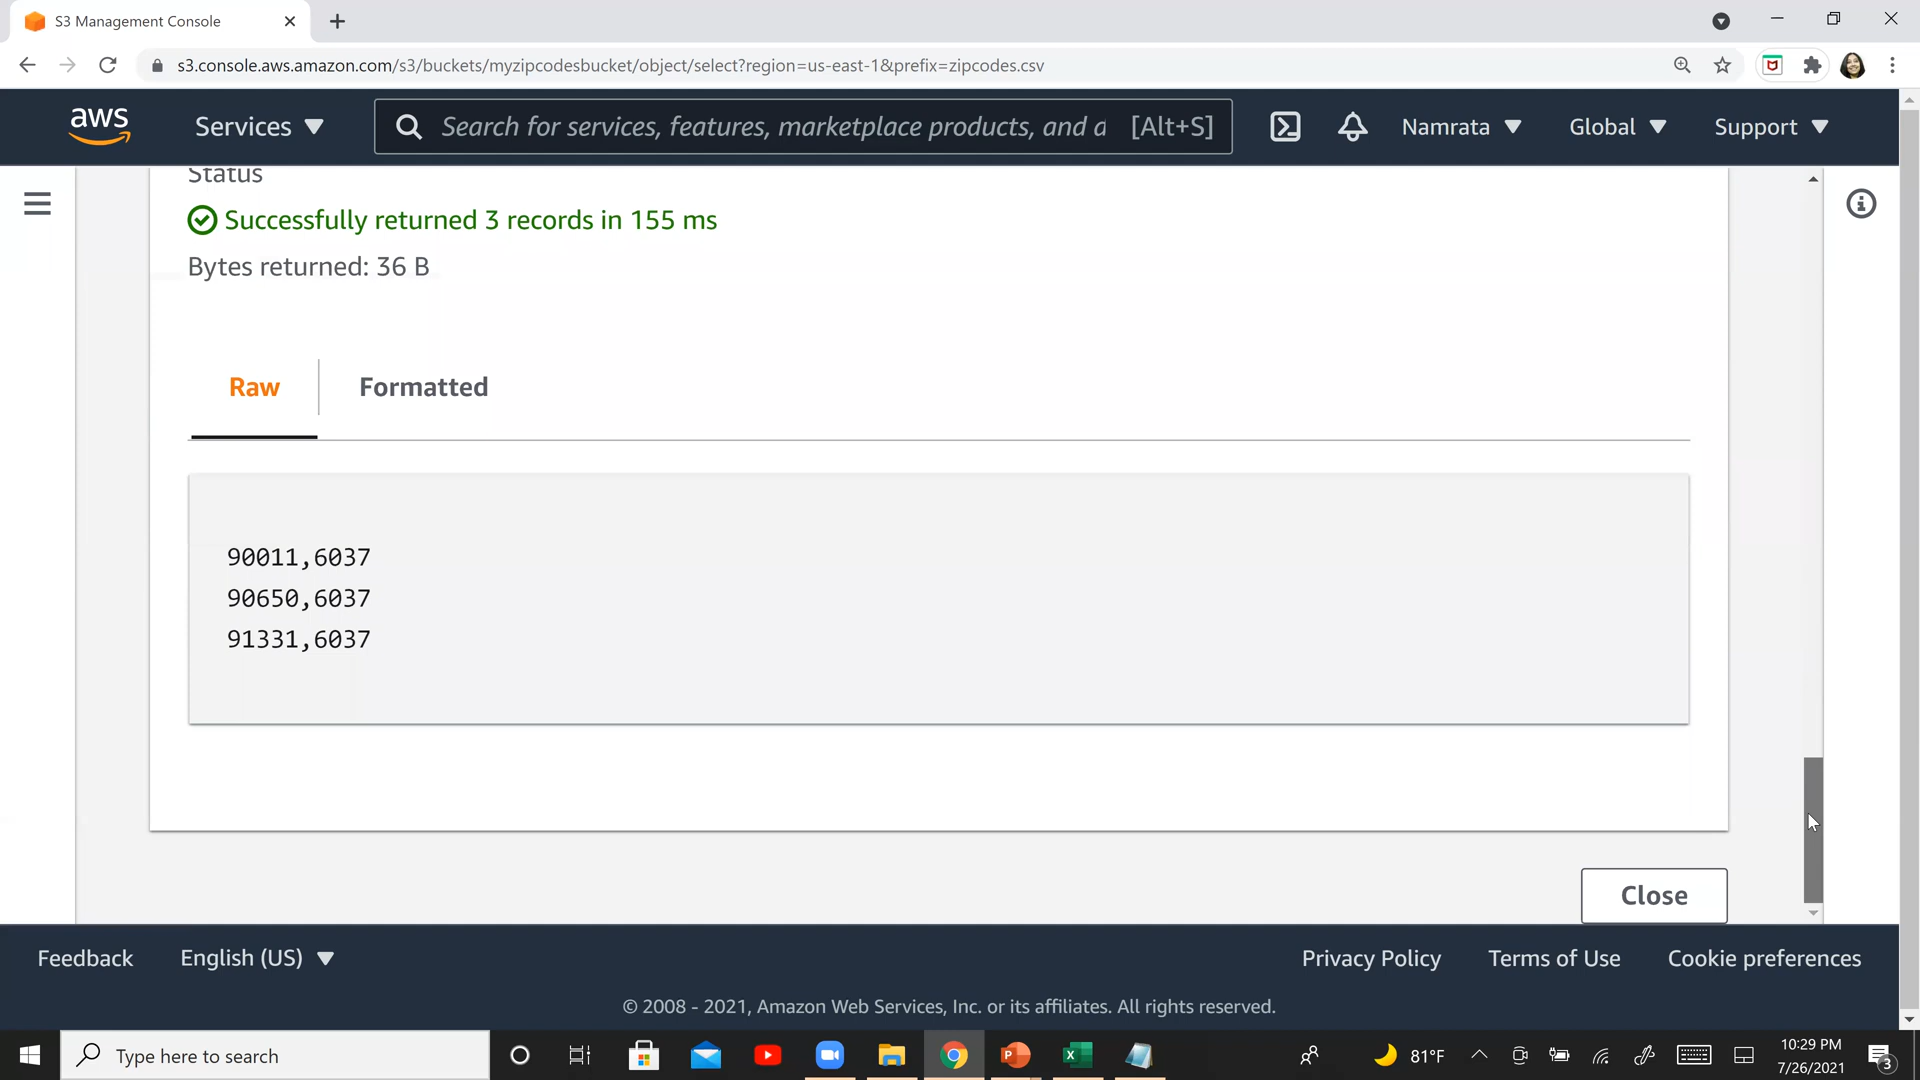 S3 Management Console
s3.console.aws.amazon.com/s3/buckets/myzipcodesbucket/object/select?region=us-east-1&prefix=zipcodes.csv
aws
Services
Search for services, features, marketplace products, and d [Alt+S]
Namrata
Global
Support
Status
Successfully returned 3 records in 155 ms
Bytes returned: 36 B
Raw
Formatted
90011,6037
90650,6037
91331,6037
Close
Feedback
English (US)
Privacy Policy
Terms of Use
Cookie preferences
© 2008 - 2021, Amazon Web Services, Inc. or its affiliates. All rights reserved.
Type here to search
81°F
10:29 PM
7/26/2021
3